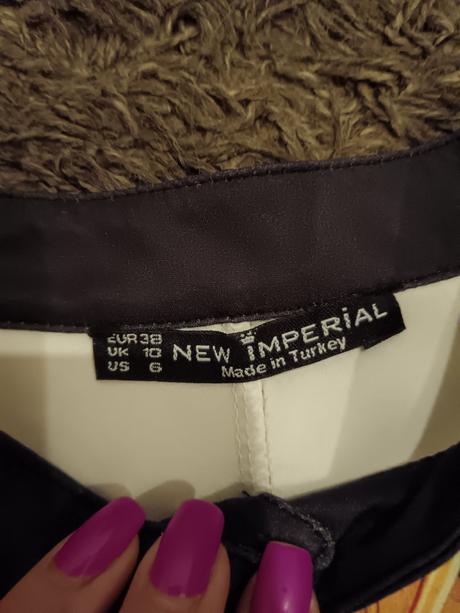 EUR 38
UK 10
US 6
NEW IMPERiAL
Made in Turkey